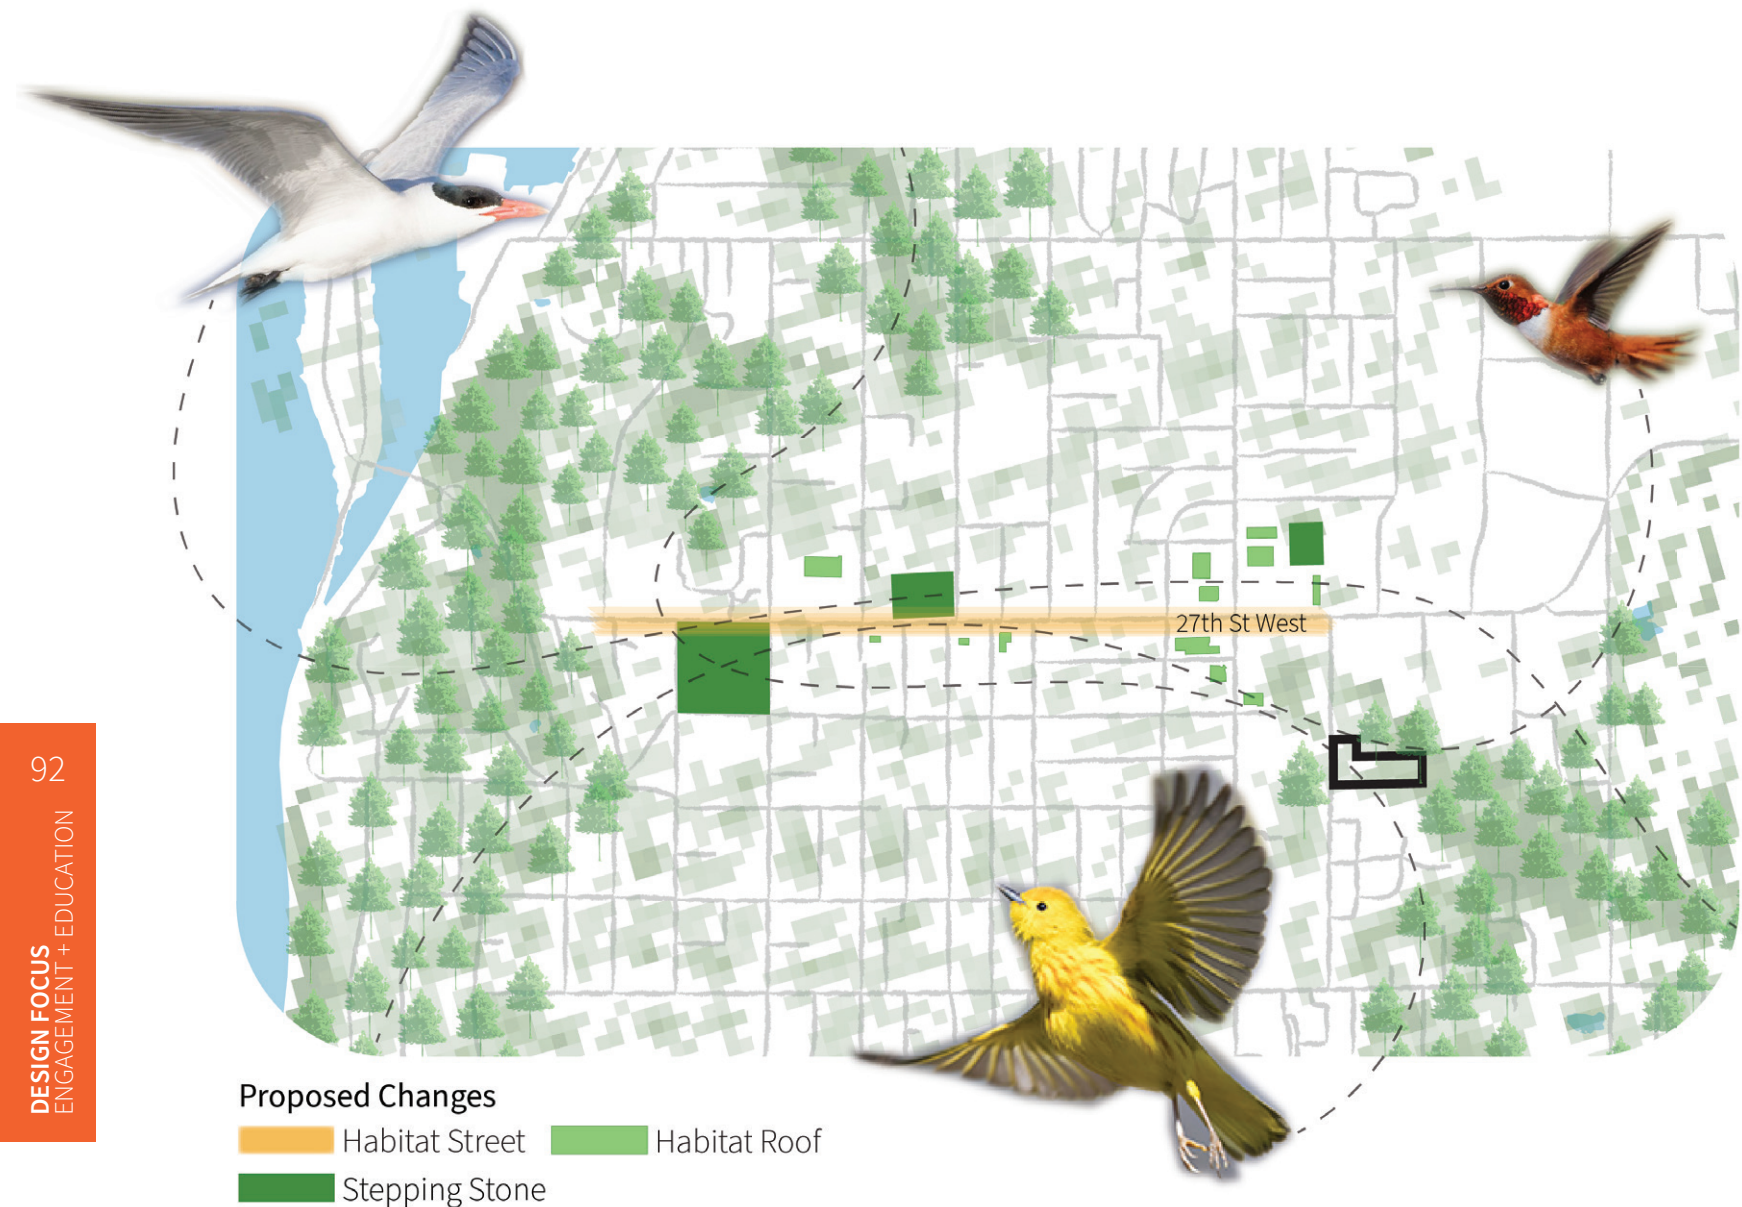 27th St West
92
DESIGN FOCUS
ENGAGEMENT + EDUCATION
Proposed Changes
Habitat Street
Habitat Roof
Stepping Stone